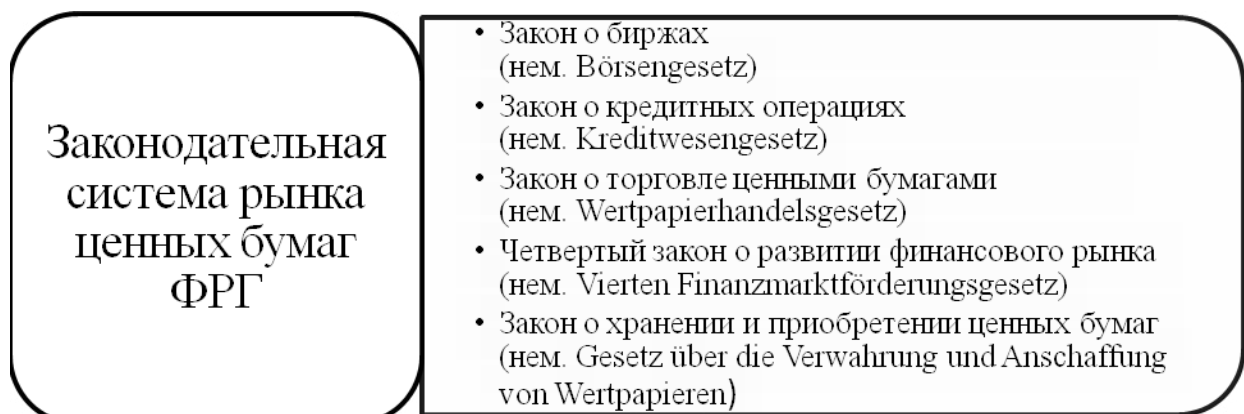 Законодательная
система рынка
ценных бумаг
ФРГ
• Закон о биржах
(нем. Börsengesetz)
• Закон о кредитных операциях
(нем. Kreditwesengesetz)
• Закон о торговле ценными бумагами
(нем. Wertpapierhandelsgesetz)
• Четвертый закон о развитии финансового рынка
(нем. Vierten Finanzmarktförderungsgesetz)
• Закон о хранении и приобретении ценных бумаг
(нем. Gesetz über die Verwahrung und Anschaffung
von Wertpapieren)